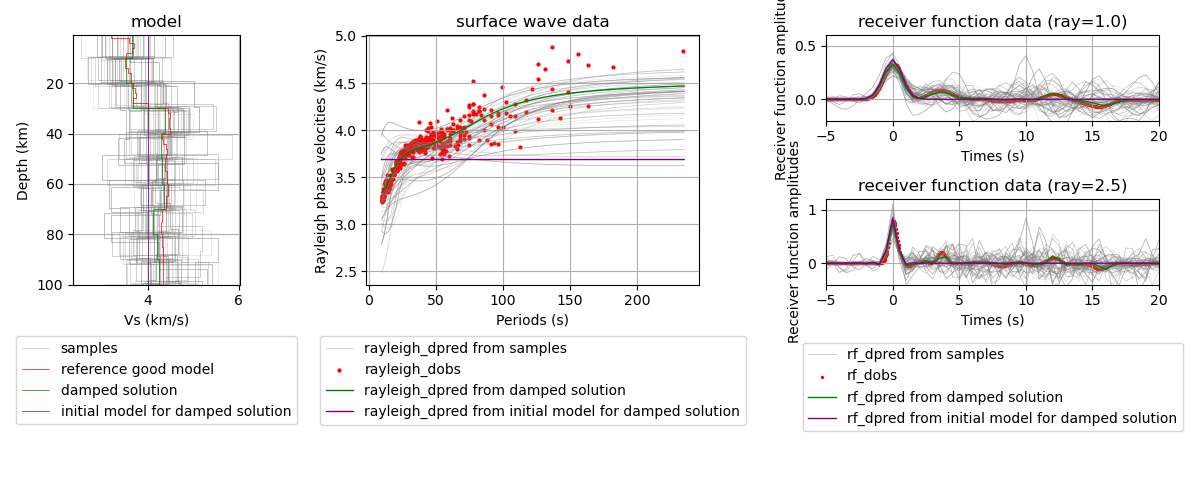 model
Depth (km)
20
40
60
80
100
4
6
Vs (km/s)
samples
reference good model
damped solution
initial model for damped solution
surface wave data
Rayleigh phase velocities (km/s)
5.0
4.5
4.0
3.5
3.0
2.5
0
50
100
150
200
Periods (s)
rayleigh_dpred from samples
rayleigh_dobs
rayleigh_dpred from damped solution
rayleigh_dpred from initial model for damped solution
receiver function data (ray=1.0)
Receiver function amplitudes
0.5
0.0
−5
0
5
10
15
20
Times (s)
receiver function data (ray=2.5)
Receiver function amplitudes
1
0
−5
0
5
10
15
20
Times (s)
rf_dpred from samples
rf_dobs
rf_dpred from damped solution
rf_dpred from initial model for damped solution